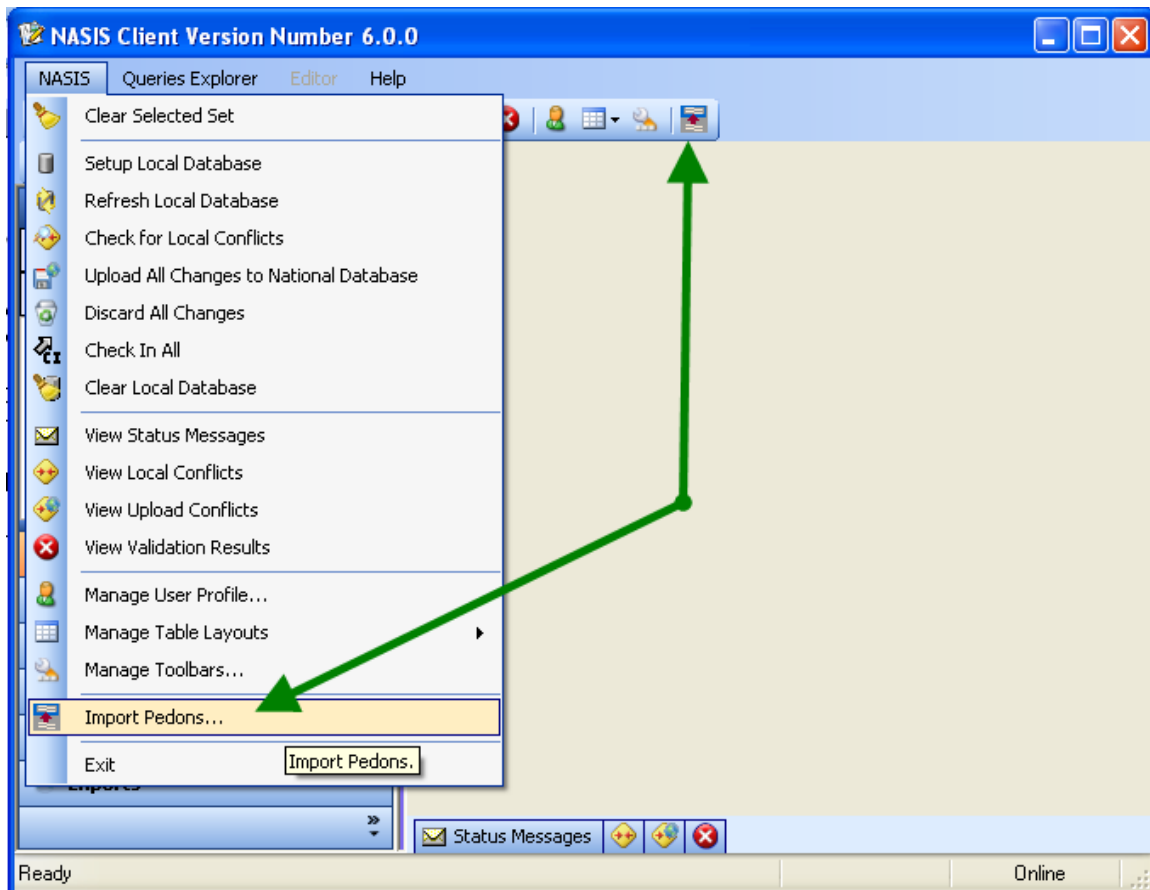 NASIS Client Version Number 6.0.0
NASIS Queries Explorer Editor Help
Clear Selected Set
Setup Local Database
Refresh Local Database
Check for Local Conflicts
Upload All Changes to National Database
Discard All Changes
CI Check In All
Clear Local Database
View Status Messages
View Local Conflicts
View Upload Conflicts
View Validation Results
Manage User Profile...
Manage Table Layouts
Manage Toolbars...
Import Pedons...
Import Pedons.
Exit
Exports
Status Messages
Ready Online